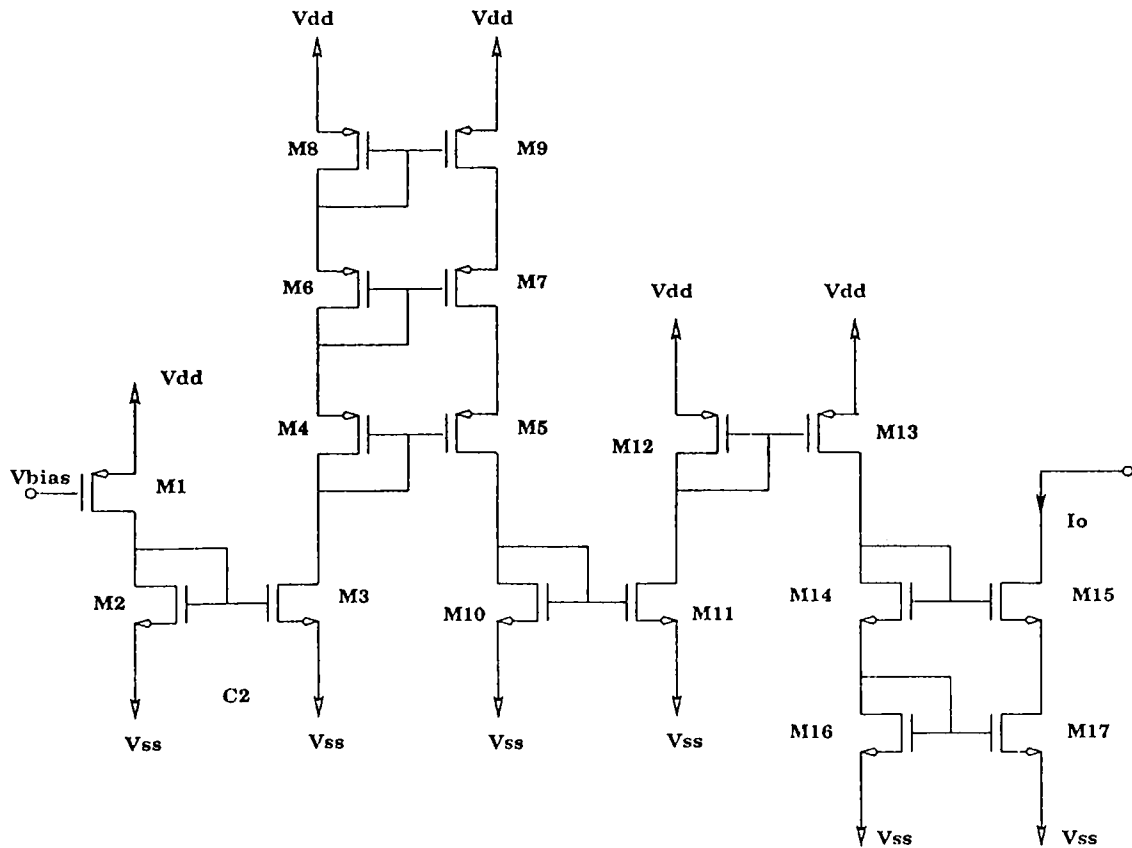 Vdd Vdd
M8 M9
M6 M7
Vdd Vdd
Vdd
M4 M5 M12 M13
Vbias M1
Io
M2 M3 M10 M11 M14 M15
C2
Vss Vss Vss Vss M16 M17
Vss Vss